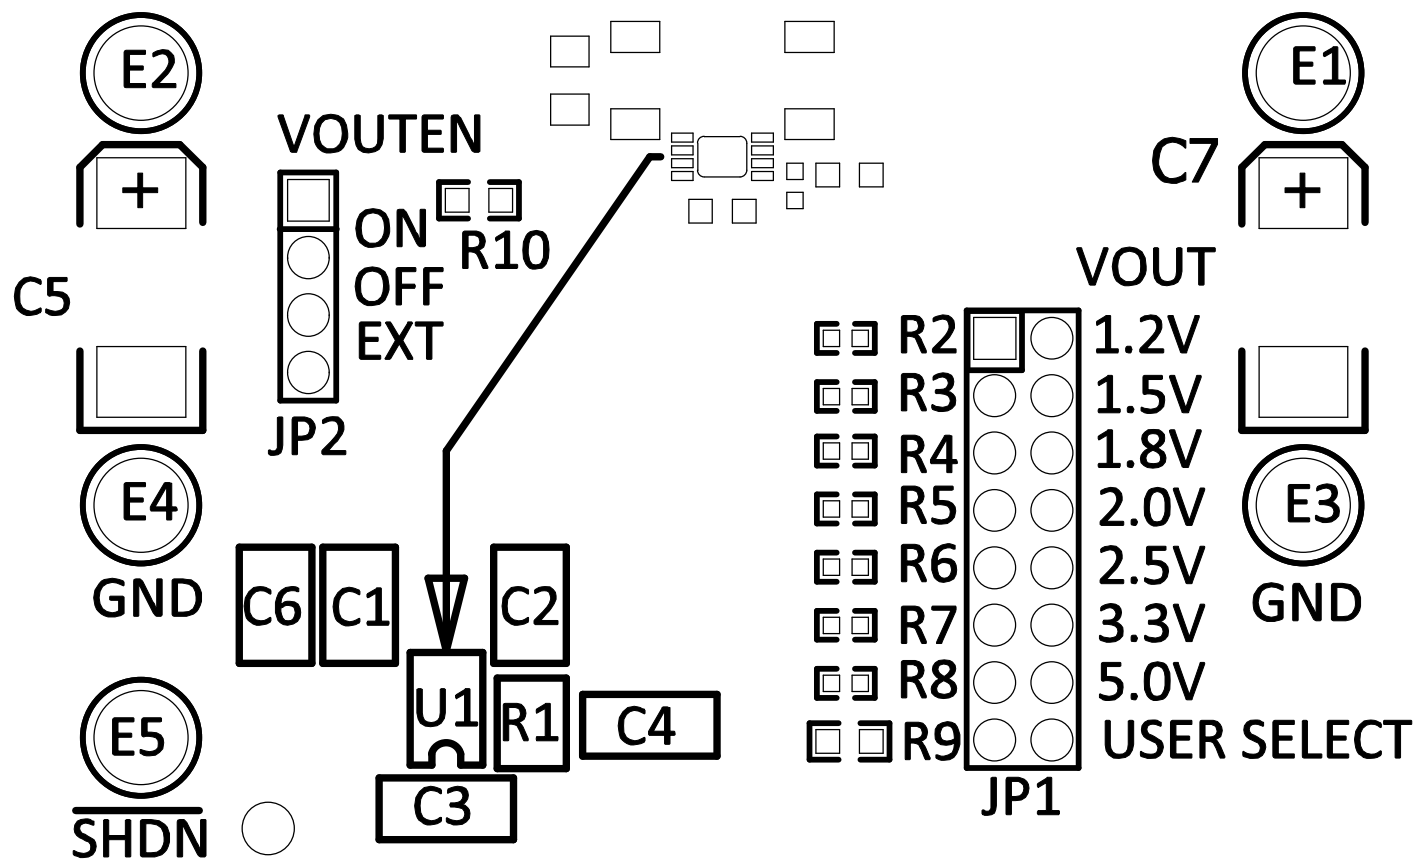 E2
E1
VOUTEN
C7
+
+
ON
R10
OFF
VOUT
C5
EXT
R2 1.2V
R3 1.5V
JP2
R4 1.8V
E4
R5 2.0V
E3
R6 2.5V
GND
GND
C6 C1 C2
R7 3.3V
R8 5.0V
U1 R1 C4
E5
R9 USER SELECT
JP1
C3
SHDN